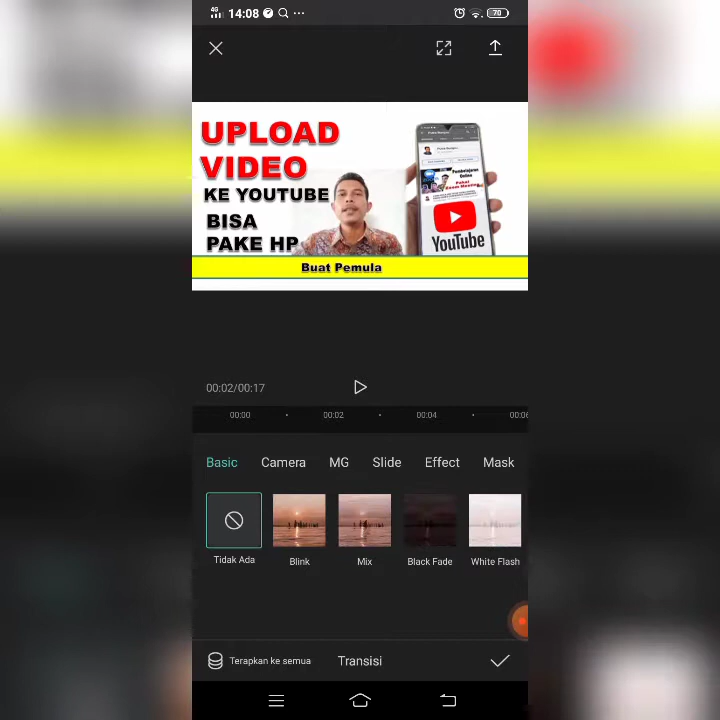 4G 14:08 70
UPLOAD
VIDEO
KE YOUTUBE
BISA
PAKE HP
YouTube
Buat Pemula
00:02/00:17
00:00 00:02 00:04 00:06
Basic Camera MG Slide Effect Mask
Tidak Ada Blink Mix Black Fade White Flash
Terapkan ke semua Transisi